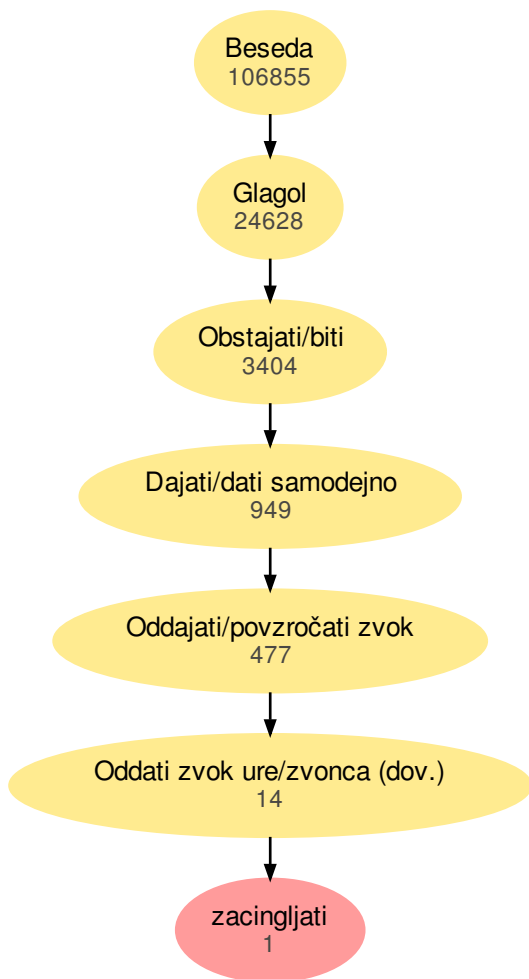 Beseda
106855
Glagol
24628
Obstajati/biti
3404
Dajati/dati samodejno
949
Oddajati/povzročati zvok
477
Oddati zvok ure/zvonca (dov.)
14
zacingljati
1